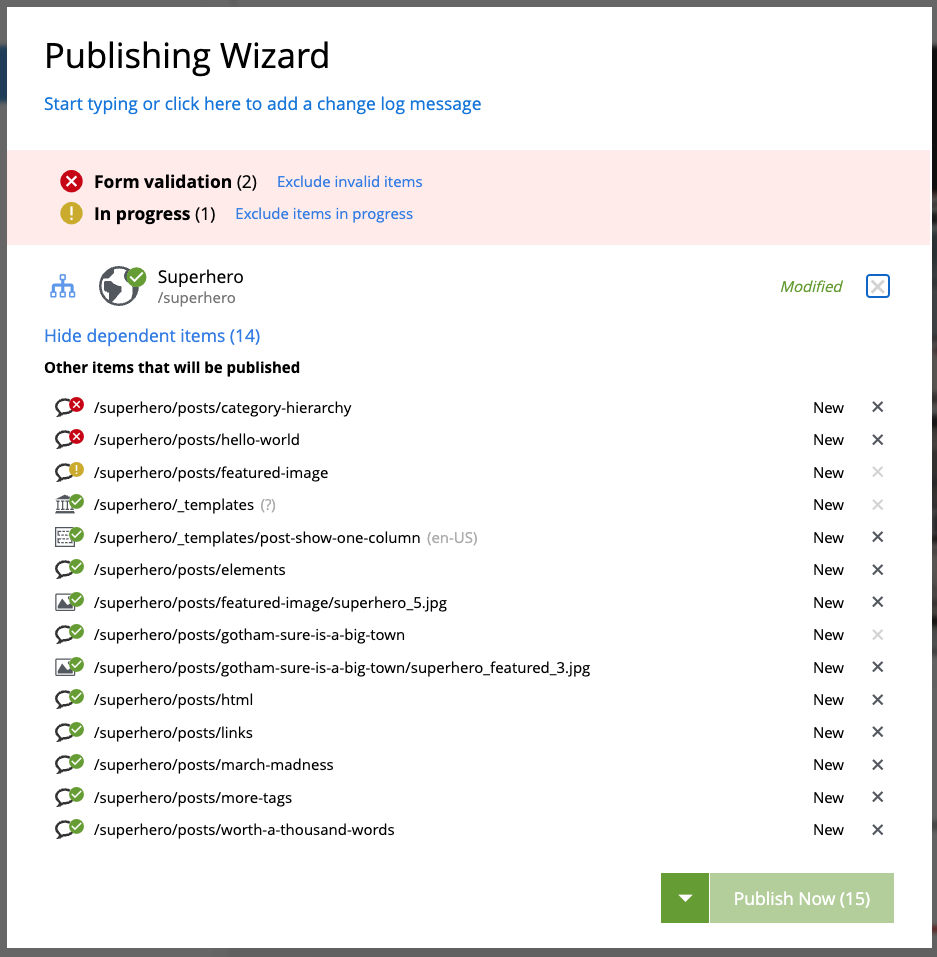 Publishing Wizard
Start typing or click here to add a change log message
Form validation (2) Exclude invalid items
In progress (1) Exclude items in progress
Superhero
/superhero
Modified
Hide dependent items (14)
Other items that will be published
/superhero/posts/category-hierarchy New
/superhero/posts/hello-world New
/superhero/posts/featured-image New
/superhero/_templates (?) New
/superhero/_templates/post-show-one-column (en-US) New
/superhero/posts/elements New
/superhero/posts/featured-image/superhero_5.jpg New
/superhero/posts/gotham-sure-is-a-big-town New
/superhero/posts/gotham-sure-is-a-big-town/superhero_featured_3.jpg New
/superhero/posts/html New
/superhero/posts/links New
/superhero/posts/march-madness New
/superhero/posts/more-tags New
/superhero/posts/worth-a-thousand-words New
Publish Now (15)